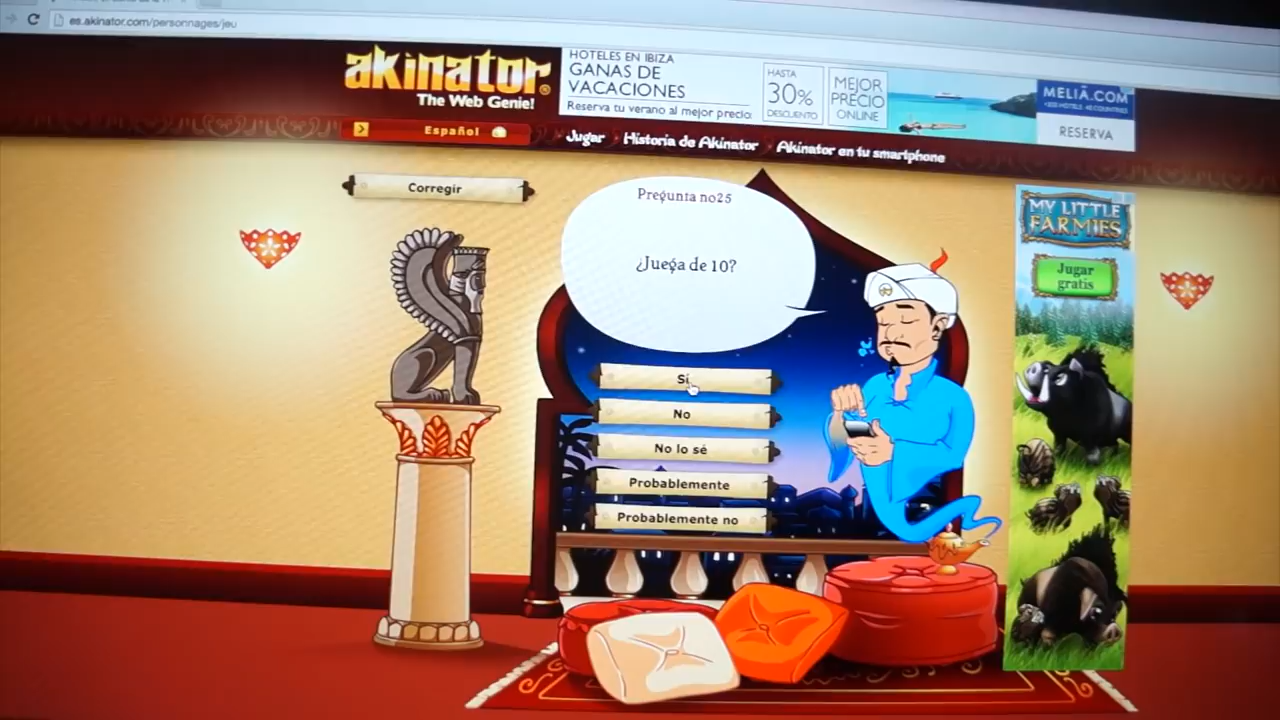 es.akinator.com/personnages/jeu
akinator®
The Web Genie!
HOTELES EN IBIZA
GANAS DE
VACACIONES
Reserva tu verano al mejor precio
HASTA
30%
DESCUENTO
MEJOR
PRECIO
ONLINE
MELIÃ.COM
RESERVA
Español
Jugar
Historia de Akinator
Akinator en tu smartphone
Corregir
Pregunta no25
¿Juega de 10?
Sí
No
No lo sé
Probablemente
Probablemente no
MY LITTLE
FARMIES
Jugar
gratis